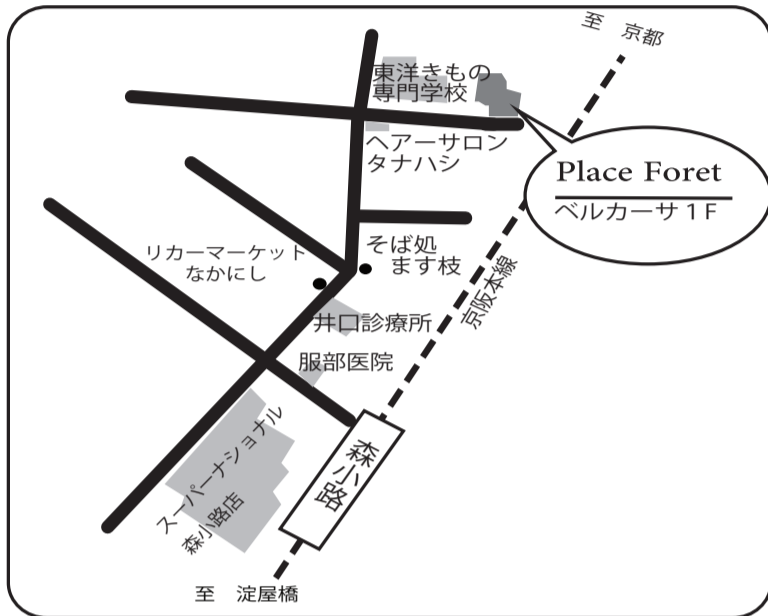 至　京都
東洋きもの
専門学校
ヘアーサロン
タナハシ
Place Foret
ベルカーサ１F
そば処
ます枝
リカーマーケット
なかにし
京阪本線
井口診療所
服部医院
森小路
スーパーナショナル
森小路店
至　淀屋橋